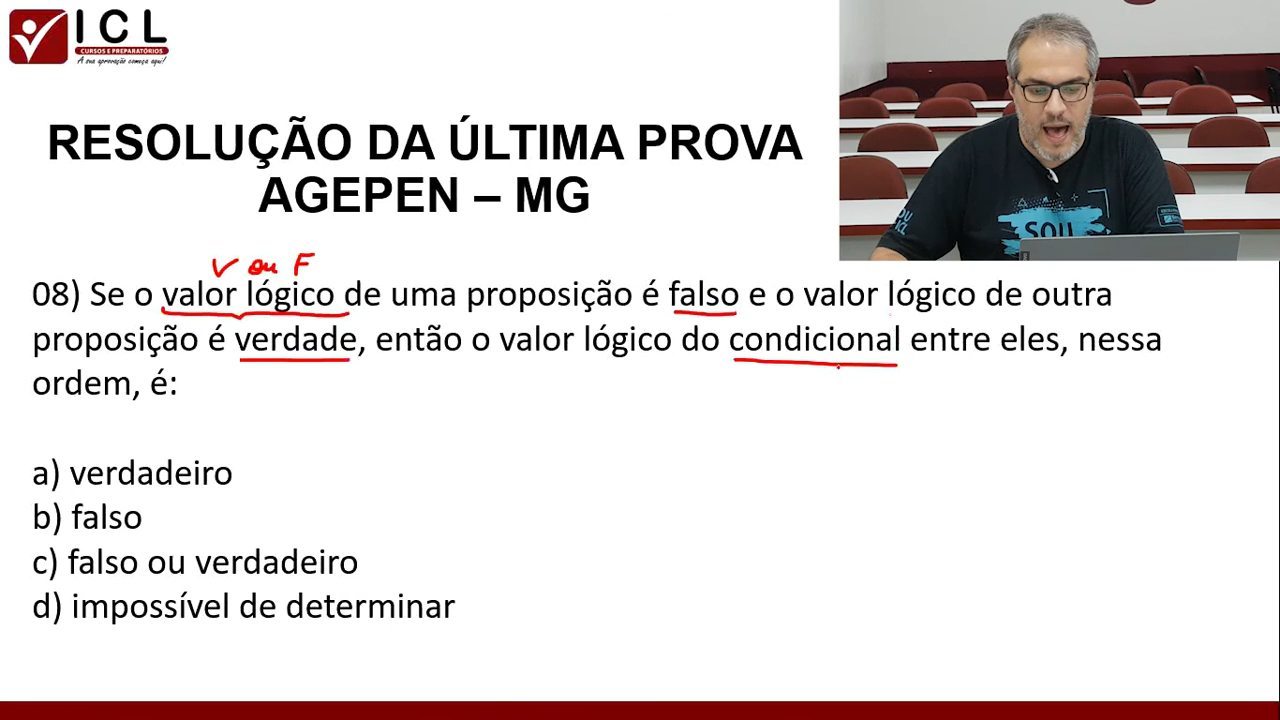 ICL
CURSOS E PREPARATÓRIOS
A sua aprovação começa aqui!
RESOLUÇÃO DA ÚLTIMA PROVA
AGEPEN – MG
SOU
V ou F
08) Se o valor lógico de uma proposição é falso e o valor lógico de outra
proposição é verdade, então o valor lógico do condicional entre eles, nessa
ordem, é:
a) verdadeiro
b) falso
c) falso ou verdadeiro
d) impossível de determinar